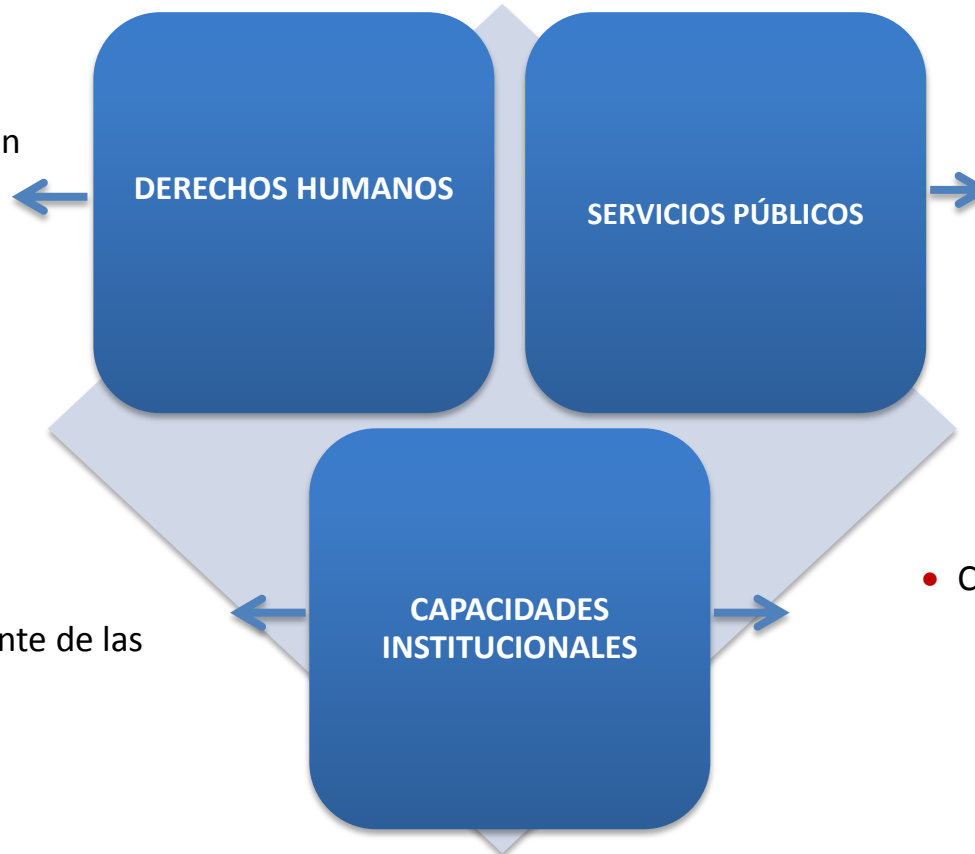 n
DERECHOS HUMANOS
SERVICIOS PÚBLICOS
• C
CAPACIDADES
INSTITUCIONALES
nte de las